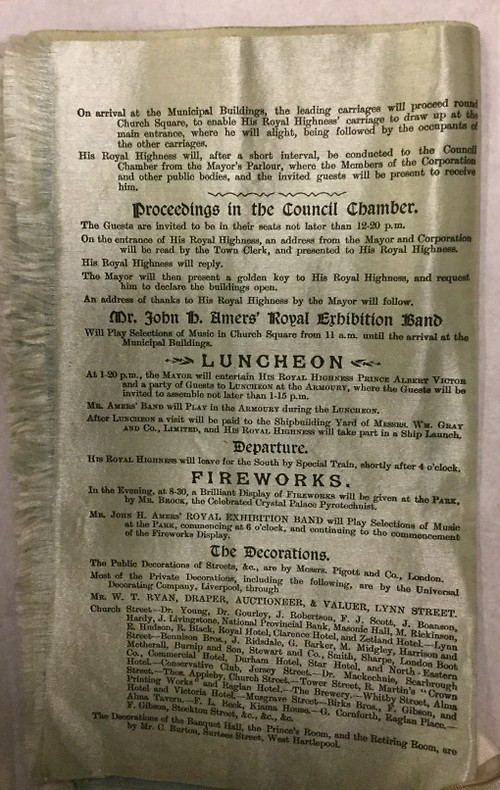 On arrival at the Municipal Buildings, the leading carriages will proceed round
Church Square, to enable His Royal Highness' carriage to draw up at the
main entrance, where he will alight, being followed by the occupants of
the other carriages.
His Royal Highness will, after a short interval, be conducted to the Council
Chamber from the Mayor's Parlour, where the Members of the Corporation
and other public bodies, and the invited guests will be present to receive
him.
Proceedings in the Council Chamber.
The Guests are invited to be in their seats not later than 12-20 p.m.
On the entrance of His Royal Highness, an address from the Mayor and Corporation
will be read by the Town Clerk, and presented to His Royal Highness.
His Royal Highness will reply.
The Mayor will then present a golden key to His Royal Highness, and request
him to declare the buildings open.
An address of thanks to His Royal Highness by the Mayor will follow.
Mr. John H. Amers' Royal Exhibition Band
Will Play Selections of Music in Church Square from 11 a.m. until the arrival at the
Municipal Buildings.
LUNCHEON
At 1-20 p.m., the MAYOR will entertain HIS ROYAL HIGHNESS PRINCE ALBERT VICTOR
and a party of Guests to LUNCHEON at the ARMOURY, where the Guests will be
invited to assemble not later than 1-15 p.m.
MR. AMERS' BAND will PLAY in the ARMOURY during the LUNCHEON.
After LUNCHEON a visit will be paid to the Shipbuilding Yard of MESSRS. WM. GRAY
AND CO., LIMITED, and HIS ROYAL HIGHNESS will take part in a Ship Launch.
Departure.
HIS ROYAL HIGHNESS will leave for the South by Special Train, shortly after 4 o'clock.
FIREWORKS.
In the Evening, at 8-30, a Brilliant Display of FIREWORKS will be given at the PARK,
by MR. BROCK, the Celebrated Crystal Palace Pyrotechnist.
MR. JOHN H. AMERS' ROYAL EXHIBITION BAND will Play Selections of Music
at the PARK, commencing at 6 o'clock, and continuing to the commencement
of the Fireworks Display.
The Decorations.
The Public Decorations of Streets, &c., are by Messrs. Pigott and Co., London.
Most of the Private Decorations, including the following, are by the Universal
Decorating Company, Liverpool, through
MR. W. T. RYAN, DRAPER, AUCTIONEER, & VALUER, LYNN STREET.
Church Street—Dr. Young, Dr. Gourley, J. Robertson, F. J. Scott, J. Boanson,
Hardy, J. Livingstone, National Provincial Bank, Masonic Hall, M. Rickinson,
E. Hudson, R. Black, Royal Hotel, Clarence Hotel, and Zetland Hotel.—Lynn
Street—Bennison Bros., J. Ridsdale, G. Barker, M. Midgley, Harrison and
Metherall, Burnip and Son, Stewart and Co., Smith, Sharpe, London Boot
Co., Commercial Hotel, Durham Hotel, Star Hotel, and North-Eastern
Hotel.—Conservative Club, Jersey Street.—Dr. Mackechnie, Scarbrough
Street.—Thos. Appleby, Church Street.—Tower Street, R. Martin's "Crown
Printing Works" and Raglan Hotel.—The Brewery.—Whitby Street, Alma
Hotel and Victoria Hotel.—Musgrave Street—Birks Bros., F. Gibson, and
Alma Tavern.—F. L. Beck, Kiama House.—G. Cornforth, Raglan Place.—
F. Gibson, Stockton Street, &c., &c., &c.
The Decorations of the Banquet Hall, the Prince's Room, and the Retiring Room, are
by Mr. C. Burton, Surtees Street, West Hartlepool.